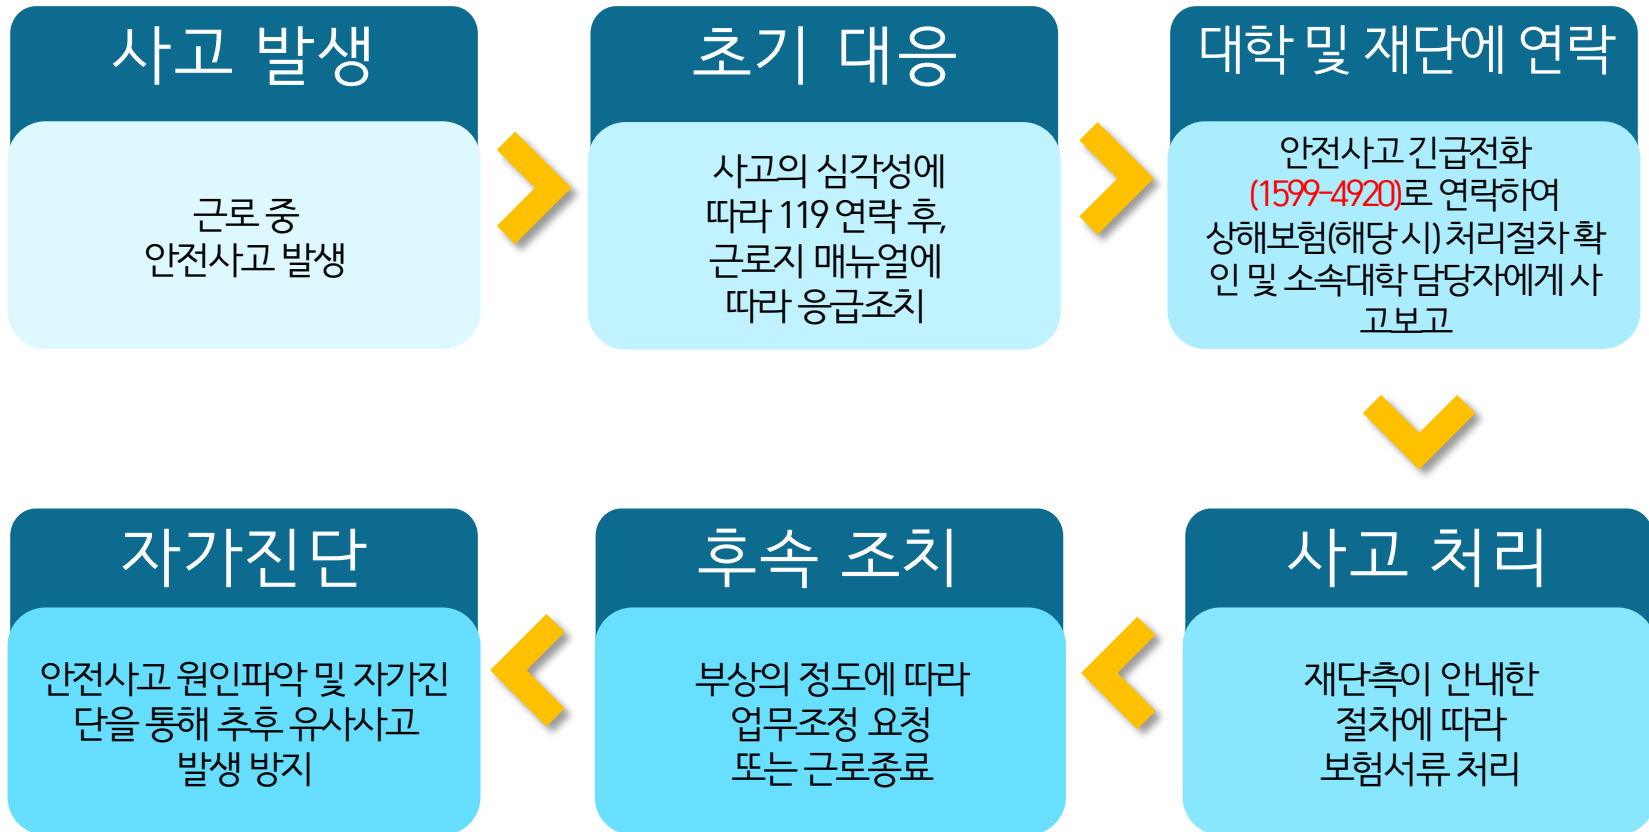 사고 발생
근로 중
안전사고 발생
초기 대응
사고의 심각성에
따라 119 연락 후,
근로지 매뉴얼에
따라 응급조치
대학 및 재단에 연락
안전사고 긴급전화
(1599-4920)로 연락하여
상해보험(해당 시) 처리절차 확
인 및 소속대학 담당자에게 사
고보고
사고 처리
재단측이 안내한
절차에 따라
보험서류 처리
후속 조치
부상의 정도에 따라
업무조정 요청
또는 근로종료
자가진단
안전사고 원인파악 및 자가진
단을 통해 추후 유사사고
발생 방지